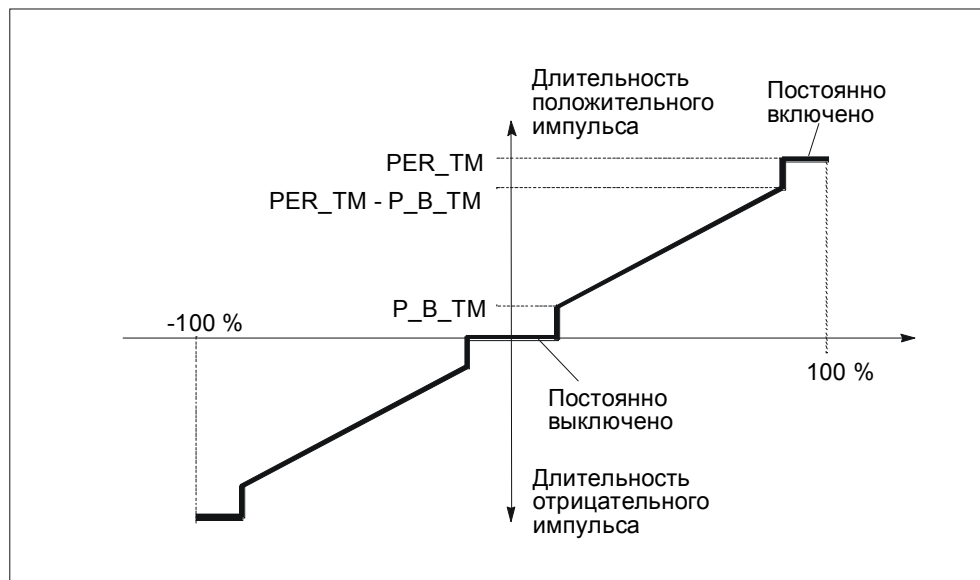 Длительность
положительного
импульса
Постоянно
включено
PER_TM
PER_TM - P_B_TM
P_B_TM
-100 %
100 %
Постоянно
выключено
Длительность
отрицательного
импульса